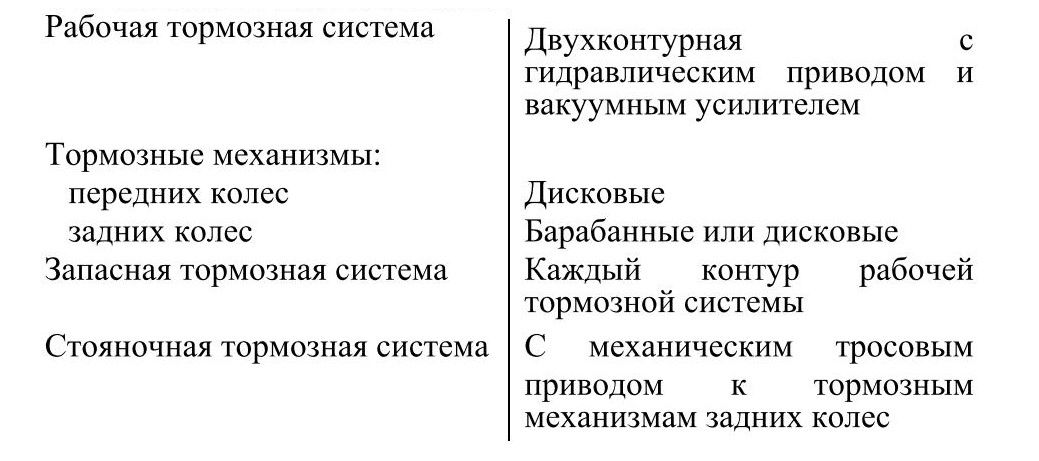 Рабочая тормозная система
Двухконтурная с
гидравлическим приводом и
вакуумным усилителем
Тормозные механизмы:
передних колес
Дисковые
задних колес
Барабанные или дисковые
Запасная тормозная система
Каждый контур рабочей
тормозной системы
Стояночная тормозная система
С механическим тросовым
приводом к тормозным
механизмам задних колес